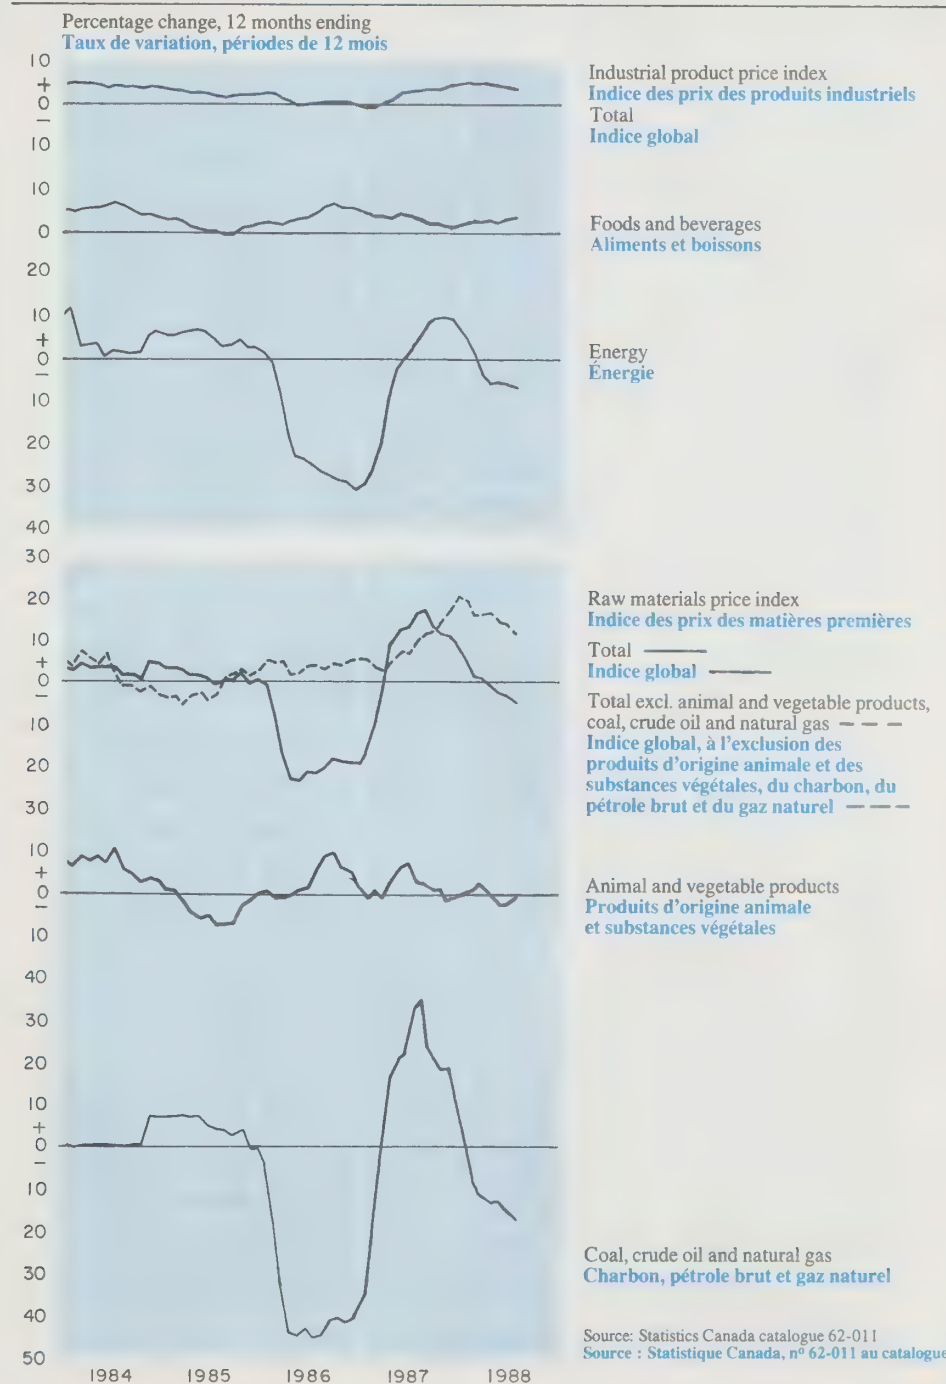 Percentage change, 12 months ending
Taux de variation, périodes de 12 mois
10
+
0
−
10
Industrial product price index
Indice des prix des produits industriels
Total
Indice global
10
0
Foods and beverages
Aliments et boissons
20
10
+
0
−
10
20
30
40
Energy
Énergie
30
20
10
+
0
−
10
20
30
Raw materials price index
Indice des prix des matières premières
Total
Indice global
Total excl. animal and vegetable products,
coal, crude oil and natural gas
Indice global, à l'exclusion des
produits d'origine animale et des
substances végétales, du charbon, du
pétrole brut et du gaz naturel
10
+
0
−
10
Animal and vegetable products
Produits d'origine animale
et substances végétales
40
30
20
10
+
0
−
10
20
30
40
50
Coal, crude oil and natural gas
Charbon, pétrole brut et gaz naturel
1984 1985 1986 1987 1988
Source: Statistics Canada catalogue 62-011
Source : Statistique Canada, nº 62-011 au catalogue